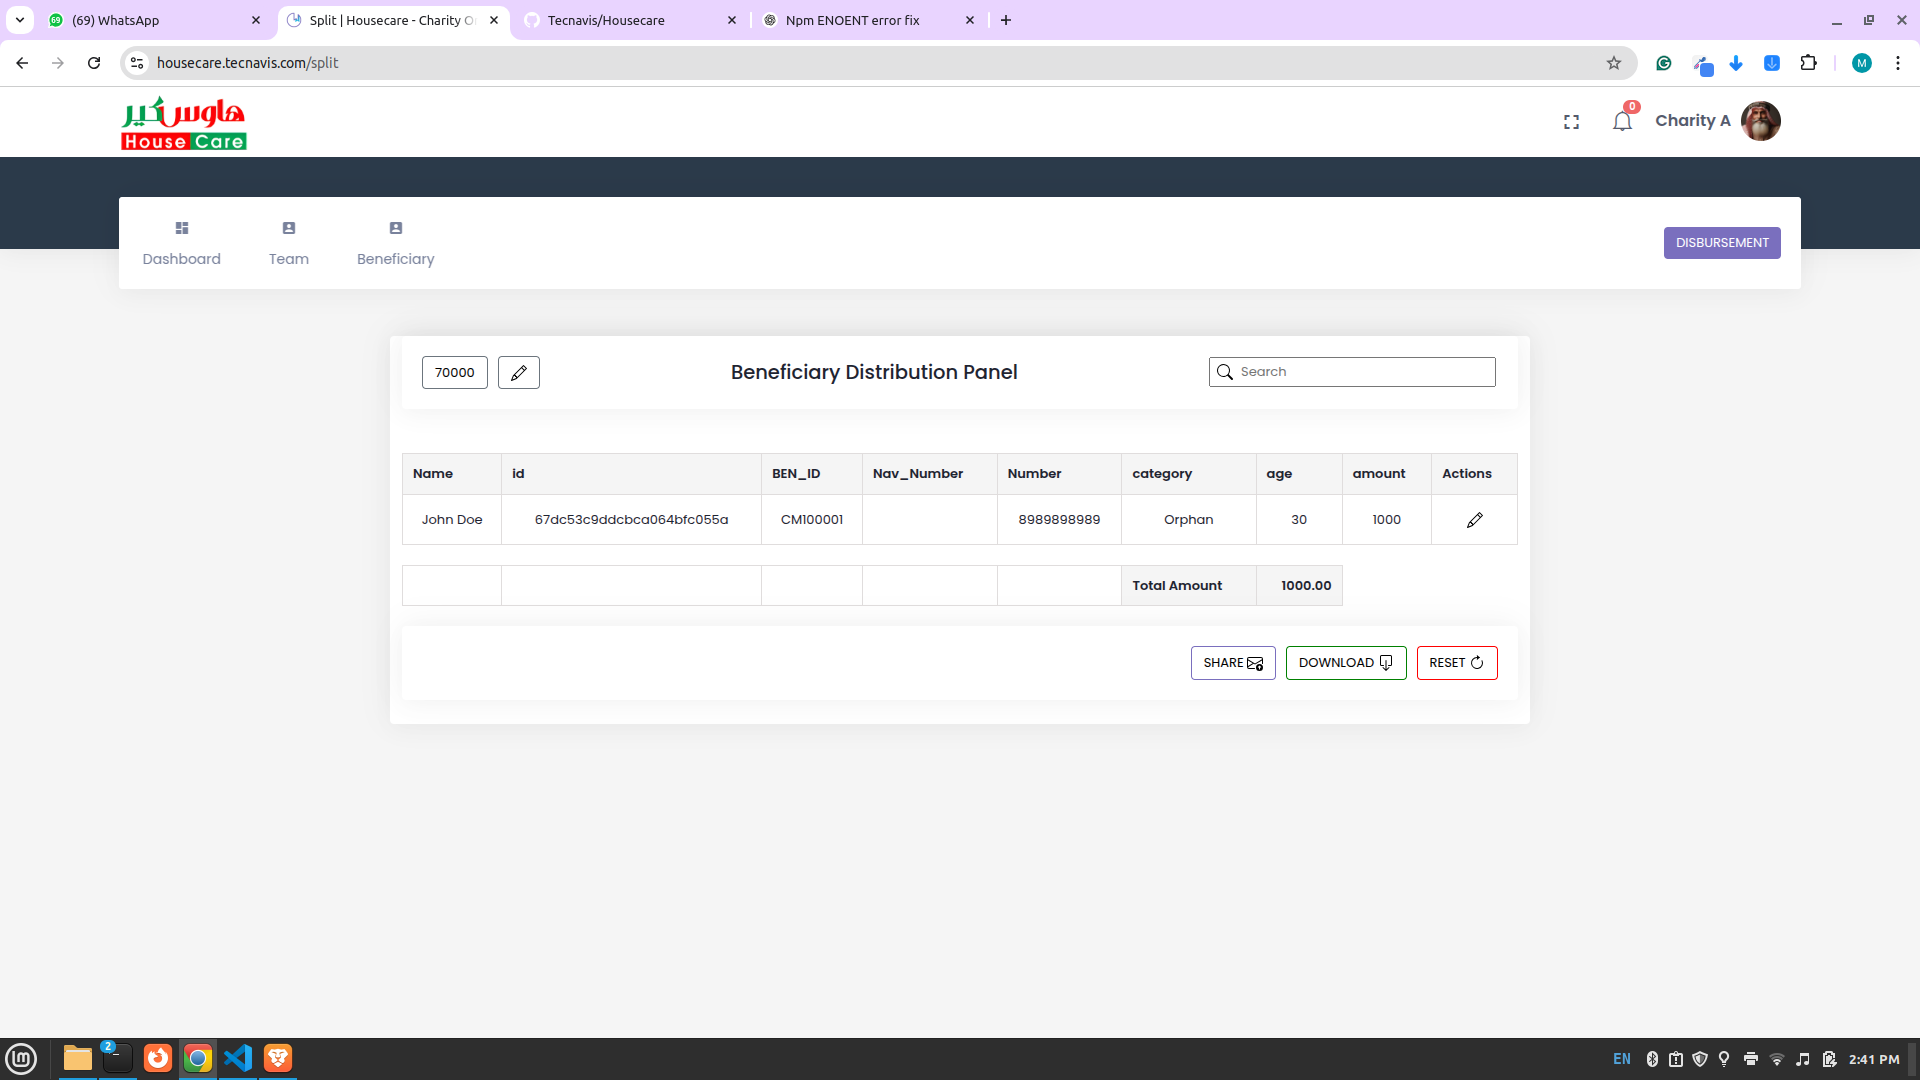 69 (69) WhatsApp
Split | Housecare - Charity O
Tecnavis/Housecare
Npm ENOENT error fix
housecare.tecnavis.com/split
M
هاوس كير
House Care
0
Charity A
Dashboard
Team
Beneficiary
DISBURSEMENT
70000
Beneficiary Distribution Panel
Search
Name id BEN_ID Nav_Number Number category age amount Actions
John Doe 67dc53c9ddcbca064bfc055a CM100001 8989898989 Orphan 30 1000
Total Amount 1000.00
SHARE
DOWNLOAD
RESET
2
EN
2:41 PM